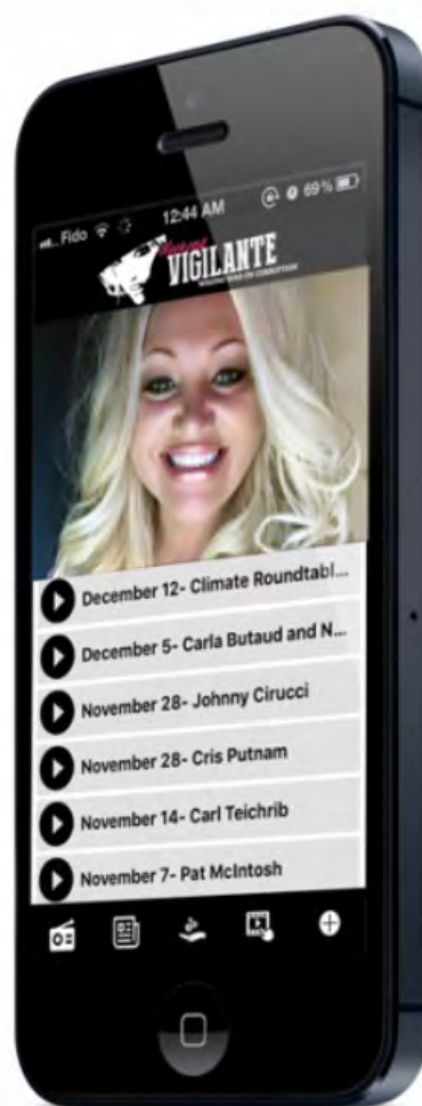 Fido 12:44 AM 69%
VIGILANTE
December 12- Climate Roundtabl...
December 5- Carla Butaud and N...
November 28- Johnny Cirucci
November 28- Cris Putnam
November 14- Carl Teichrib
November 7- Pat McIntosh